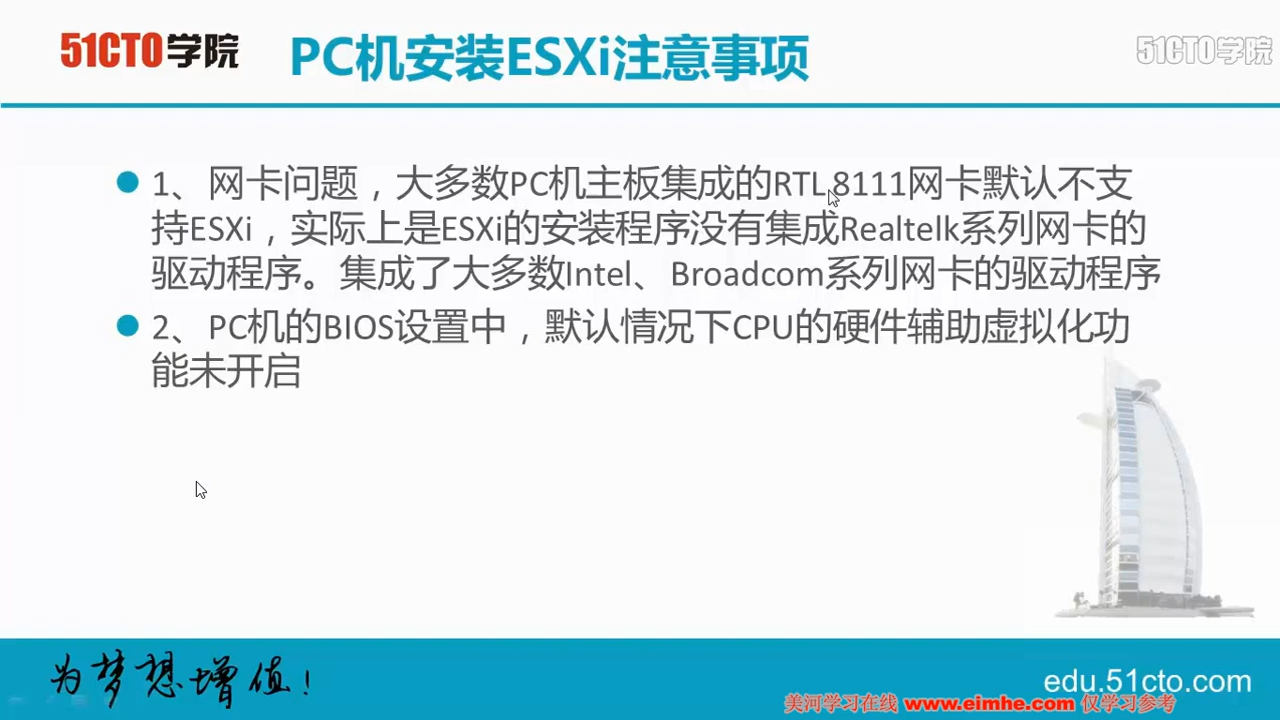 51CTO学院
PC机安装ESXi注意事项
51CTO学院
1、 网卡问题，大多数PC机主板集成的RTL8111网卡默认不支
持ESXi，实际上是ESXi的安装程序没有集成Realtelk系列网卡的
驱动程序。集成了大多数Intel、Broadcom系列网卡的驱动程序
2、 PC机的BIOS设置中，默认情况下CPU的硬件辅助虚拟化功
能未开启
为梦想增值！
edu.51cto.com
美河学习在线 www.eimhe.com 仅学习参考